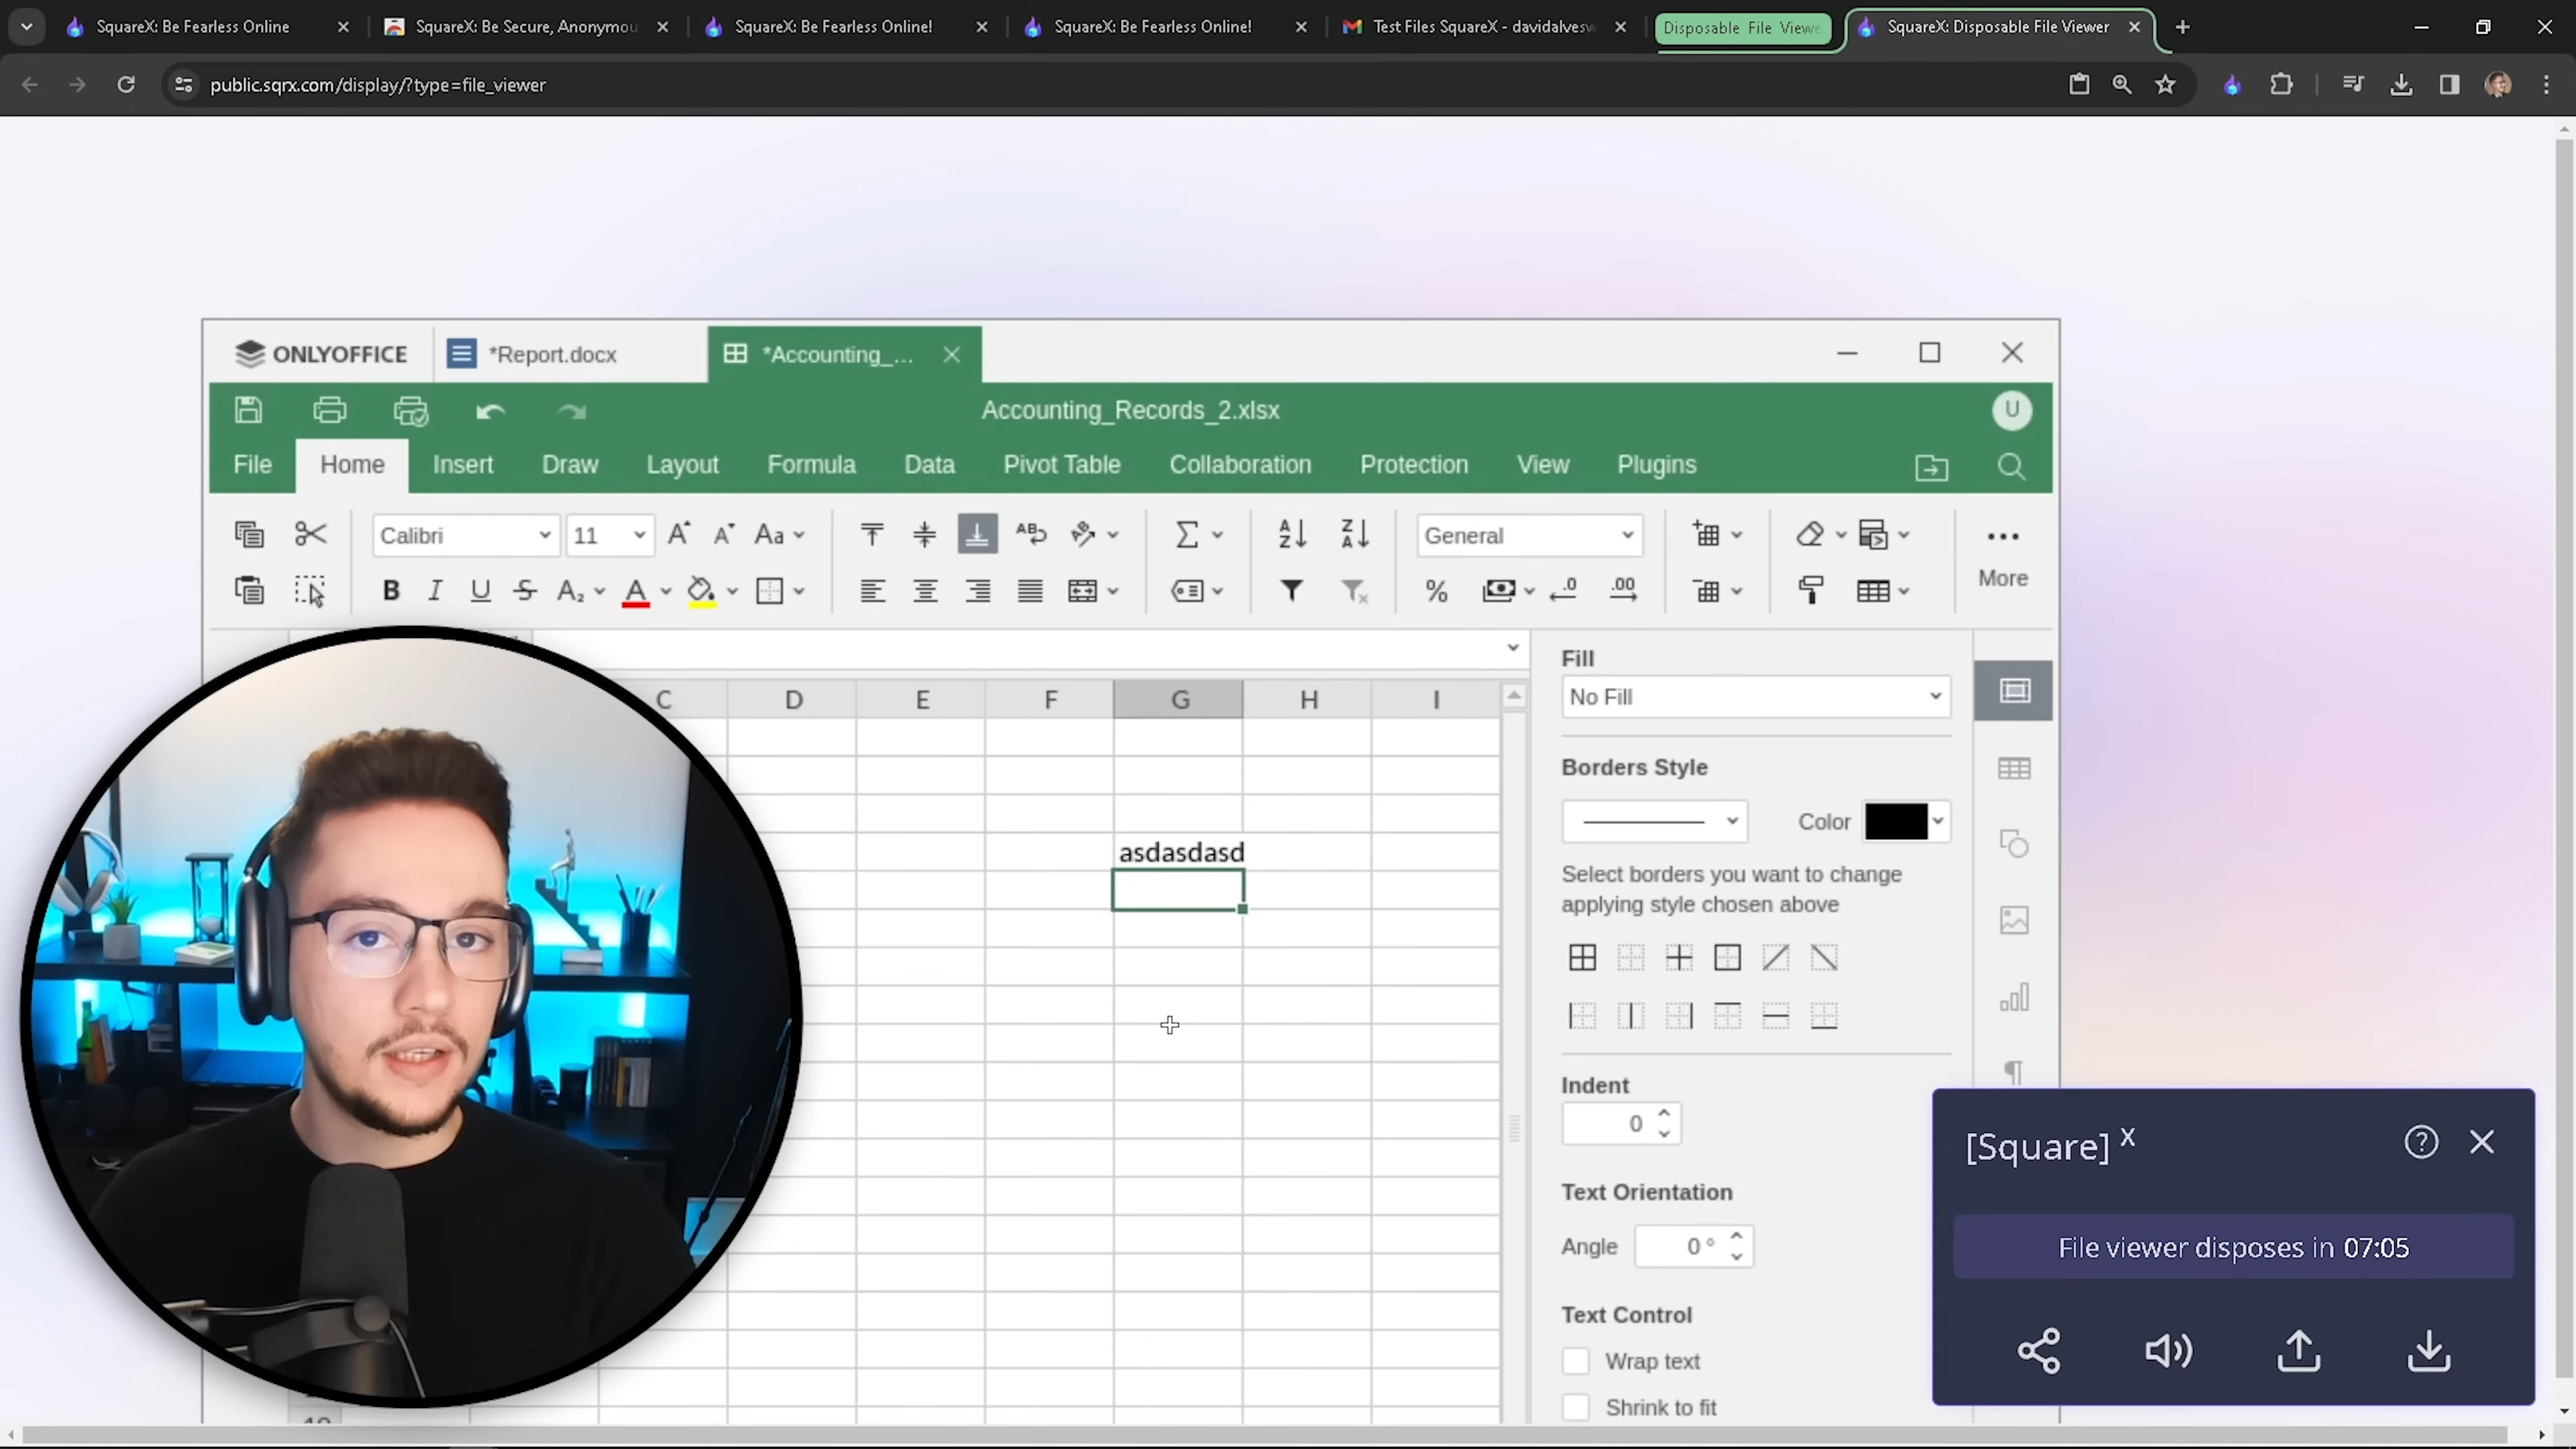 SquareX: Be Fearless Online
SquareX: Be Secure, Anonymou
SquareX: Be Fearless Online!
SquareX: Be Fearless Online!
Test Files SquareX - davidalvesw
Disposable File Viewe
SquareX: Disposable File Viewer
public.sqrx.com/display/?type=file_viewer
ONLYOFFICE
*Report.docx
*Accounting_...
Accounting_Records_2.xlsx
U
File Home Insert Draw Layout Formula Data Pivot Table Collaboration Protection View Plugins
Calibri
11
General
More
Fill
No Fill
C D E F G H I
Borders Style
Color
asdasdasd
Select borders you want to change
applying style chosen above
Indent
0
Text Orientation
Angle
0 °
Text Control
Wrap text
Shrink to fit
[Square] X
File viewer disposes in 07:05